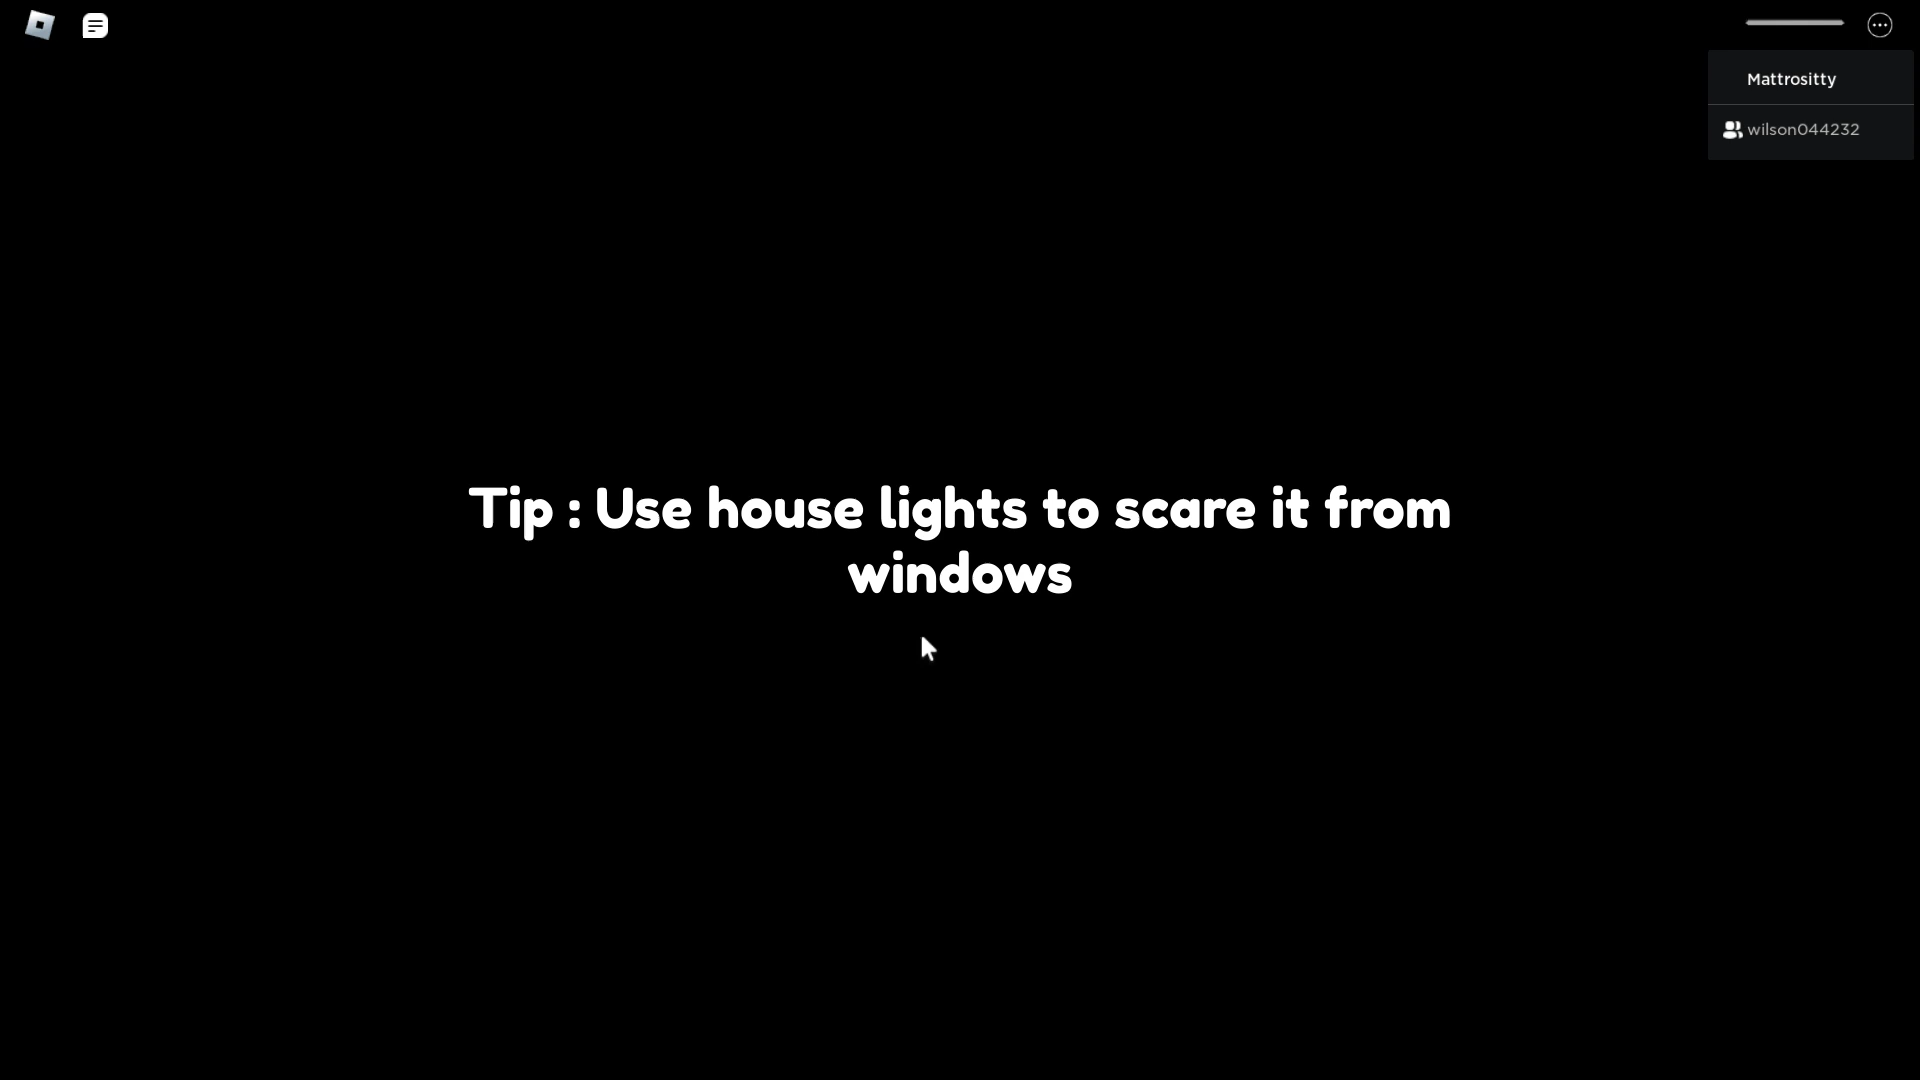 Mattrositty
wilson044232
Tip : Use house lights to scare it from
windows